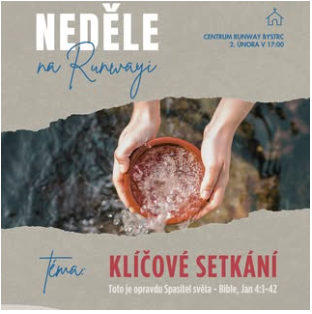 NEDĚLE
na Runwayi
CENTRUM RUNWAY BYSTRC
2. ÚNORA V 17:00
Téma:
KLÍČOVÉ SETKÁNÍ
Toto je opravdu Spasitel světa - Bible, Jan 4:1-42